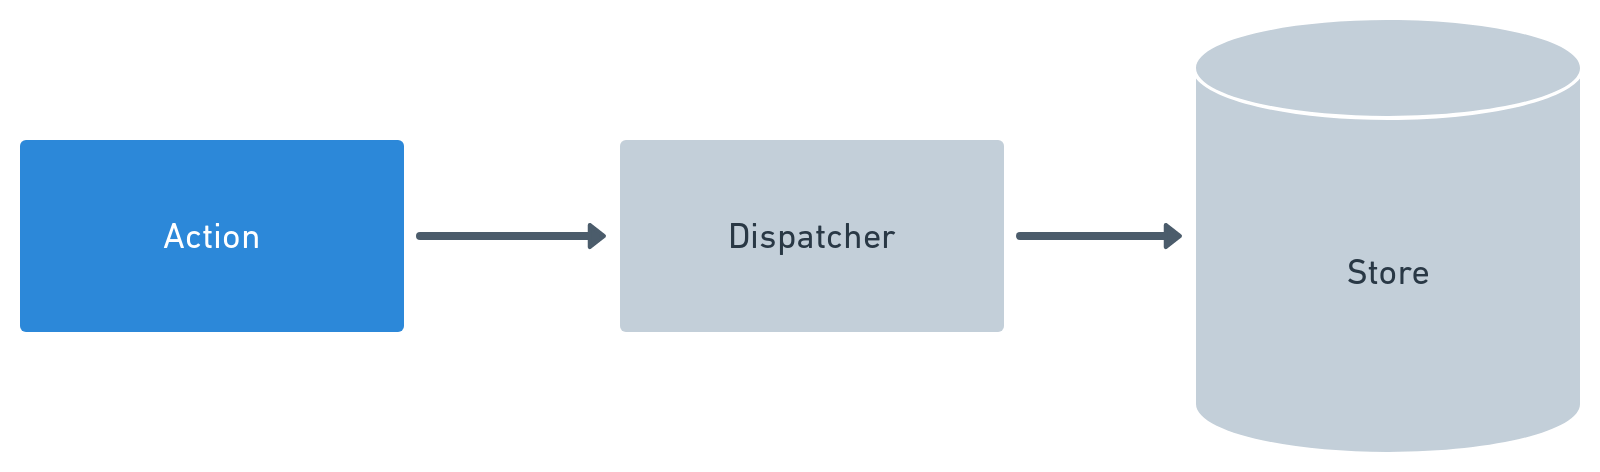 Action
Dispatcher
Store